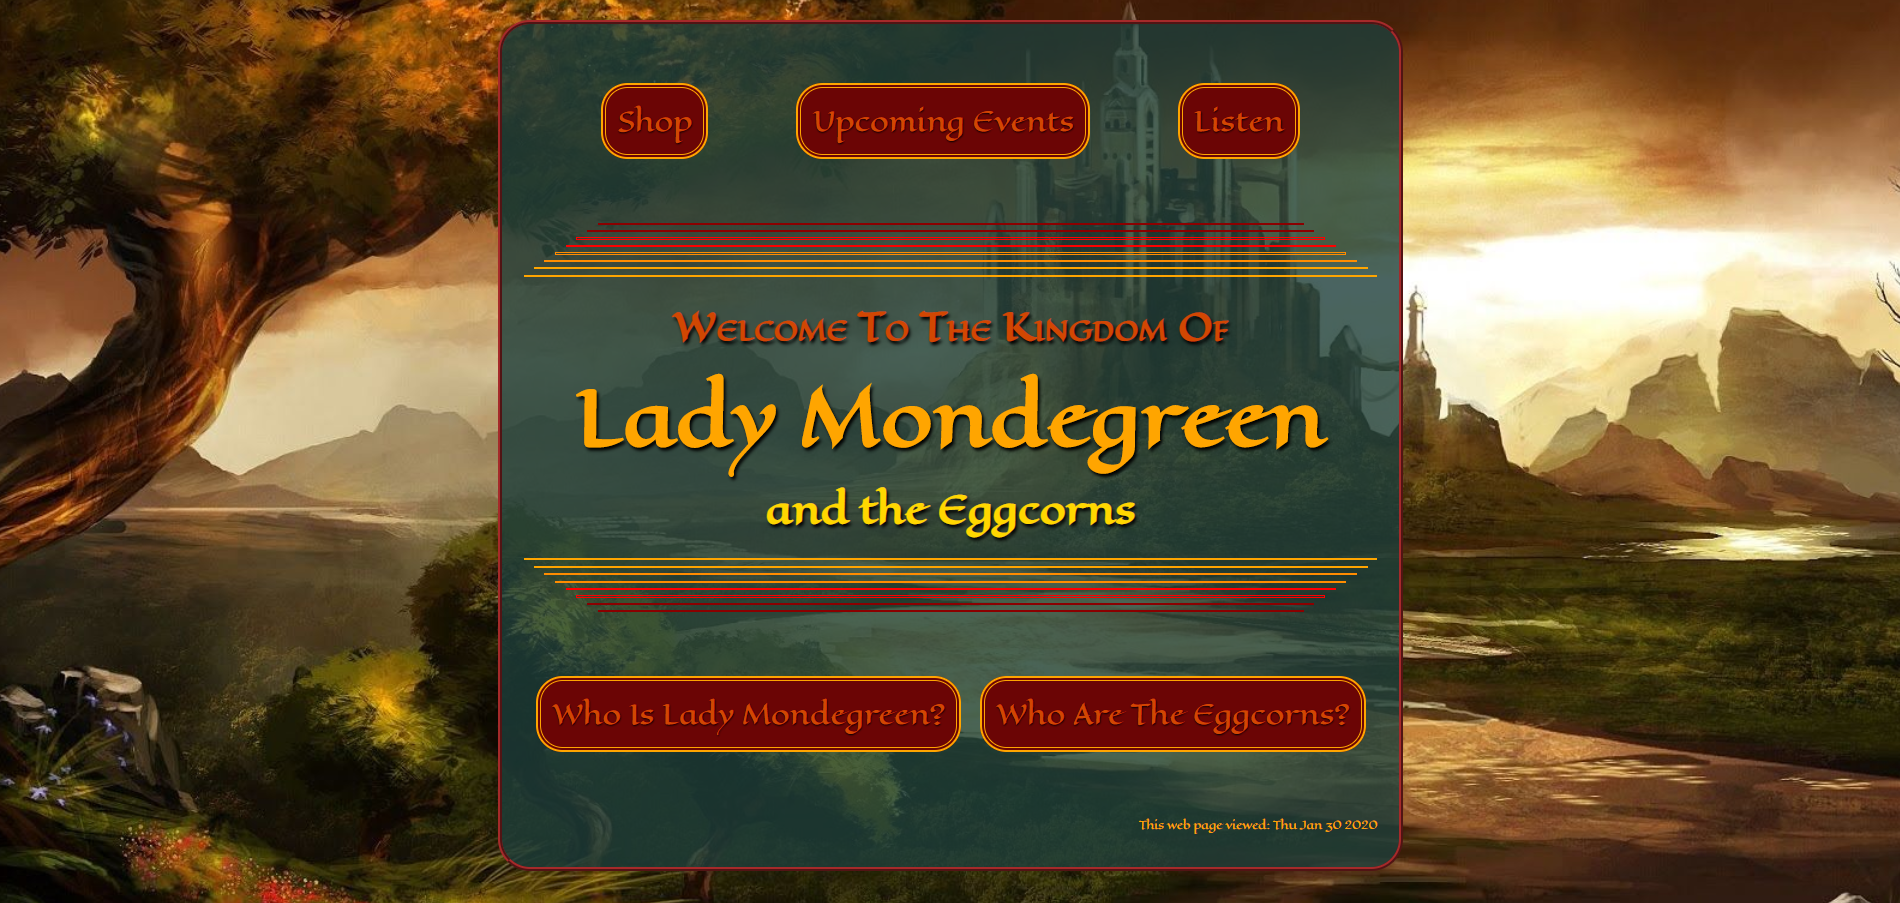 Shop Upcoming Events Listen
Welcome To The Kingdom Of
Lady Mondegreen
and the Eggcorns
Who Is Lady Mondegreen? Who Are The Eggcorns?
This web page viewed: Thu Jan 30 2020